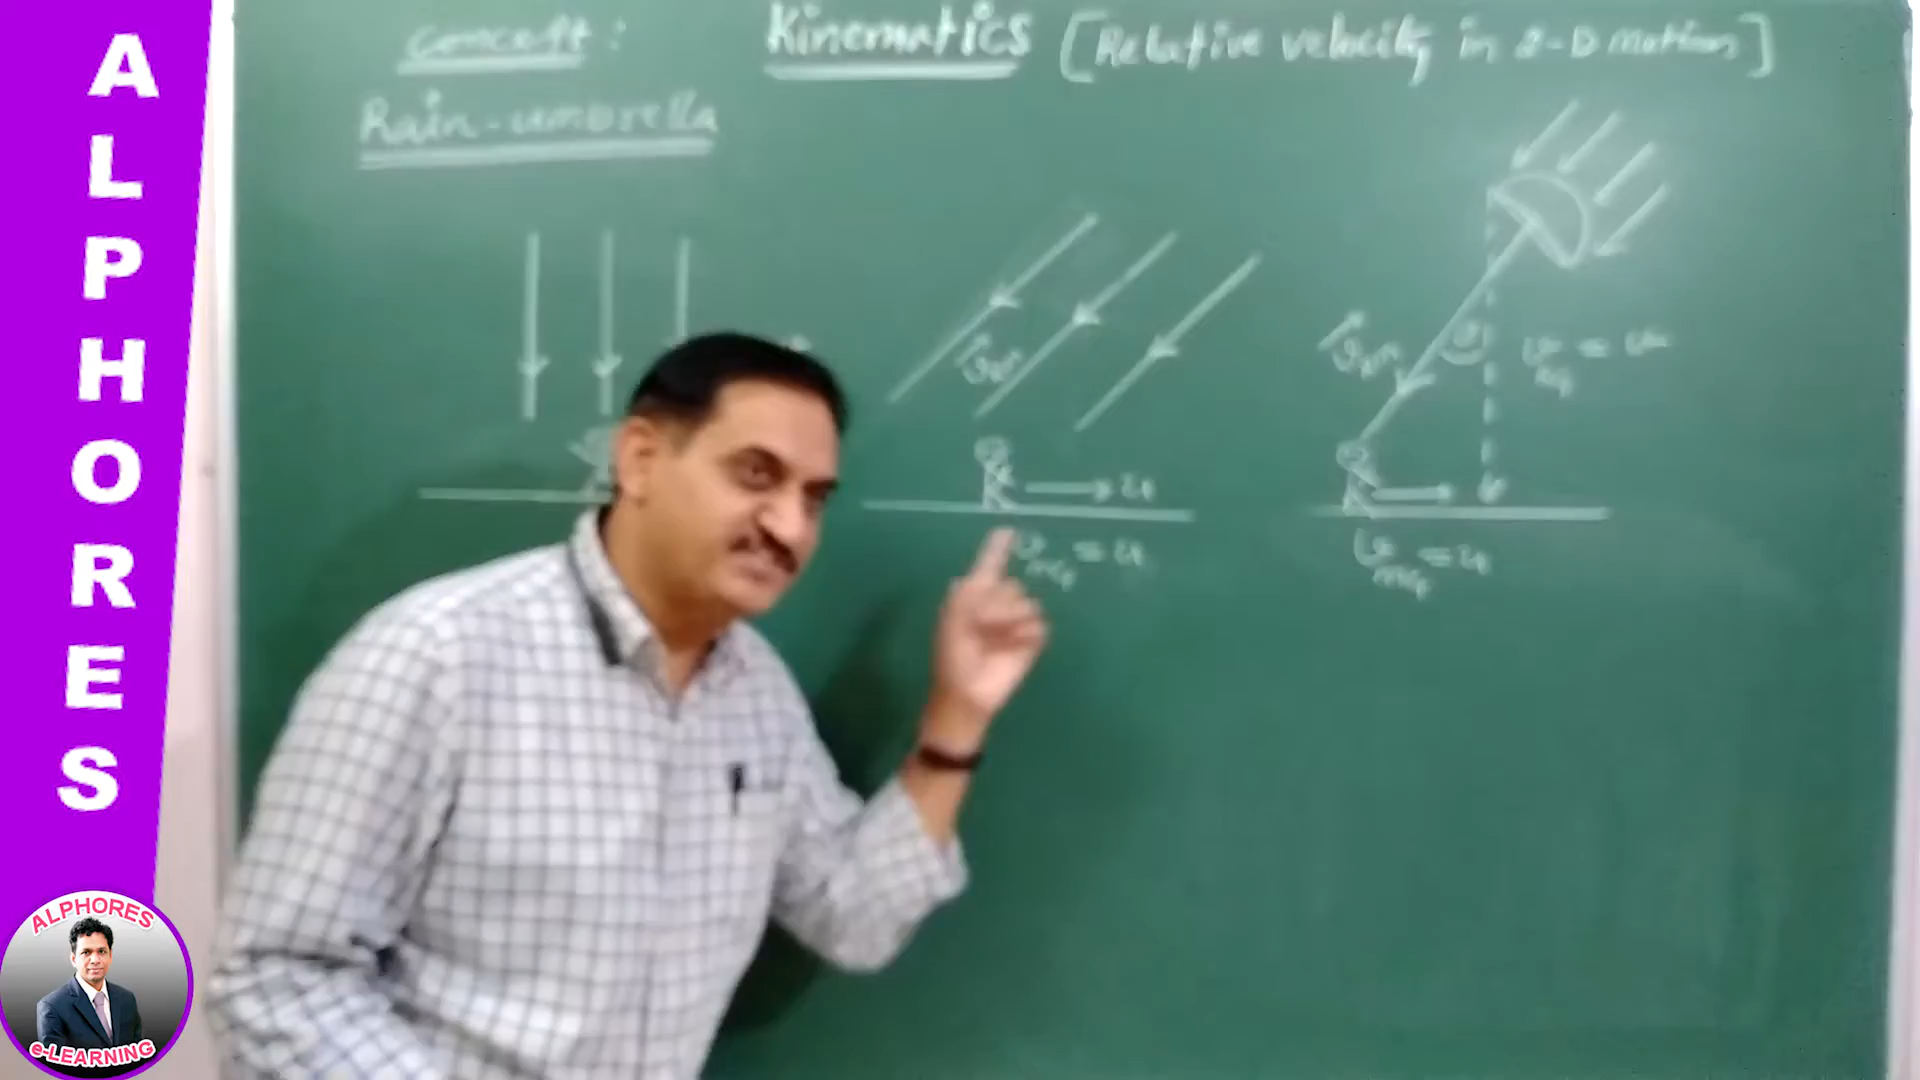 ALPHORES
concept:
Kinematics [Relative velocity in 2-D motion]
Rain-umbrella
u
= u
θ
= u
ALPHORES
e-LEARNING